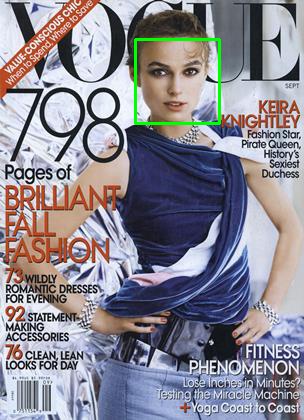 VALUE-CONSCIOUS CHIC
When to Spend, Where to Save!
VOGUE
SEPT
798
Pages of
BRILLIANT
FALL
FASHION
73 WILDLY
ROMANTIC DRESSES
FOR EVENING
92 STATEMENT-
MAKING
ACCESSORIES
76 CLEAN, LEAN
LOOKS FOR DAY
KEIRA
KNIGHTLEY
Fashion Star,
Pirate Queen,
History's
Sexiest
Duchess
FITNESS
PHENOMENON
Lose Inches in Minutes?
Testing the Miracle Machine
+Yoga Coast to Coast